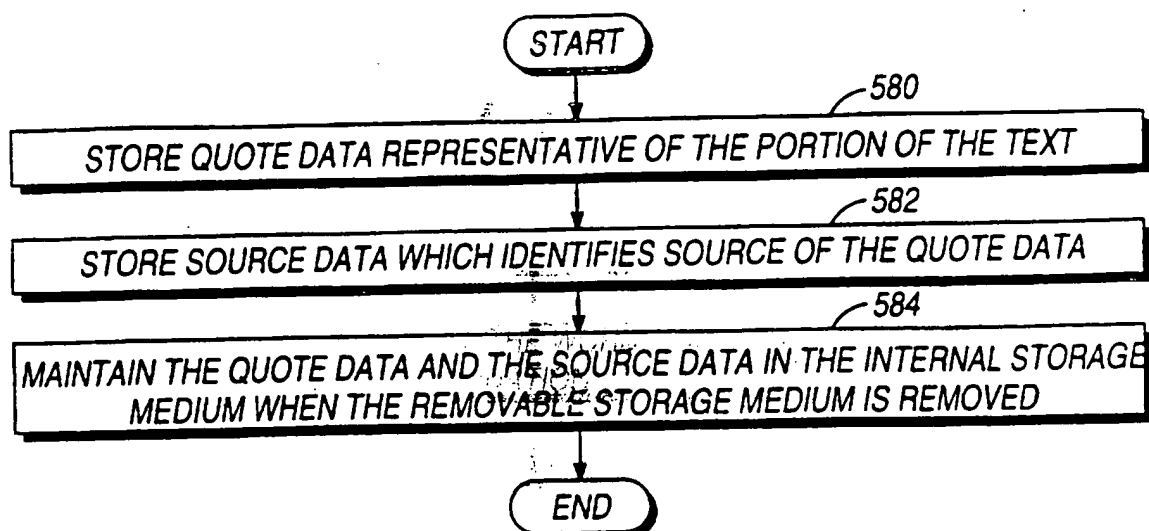 START
580
STORE QUOTE DATA REPRESENTATIVE OF THE PORTION OF THE TEXT
582
STORE SOURCE DATA WHICH IDENTIFIES SOURCE OF THE QUOTE DATA
584
MAINTAIN THE QUOTE DATA AND THE SOURCE DATA IN THE INTERNAL STORAGE
MEDIUM WHEN THE REMOVABLE STORAGE MEDIUM IS REMOVED
END